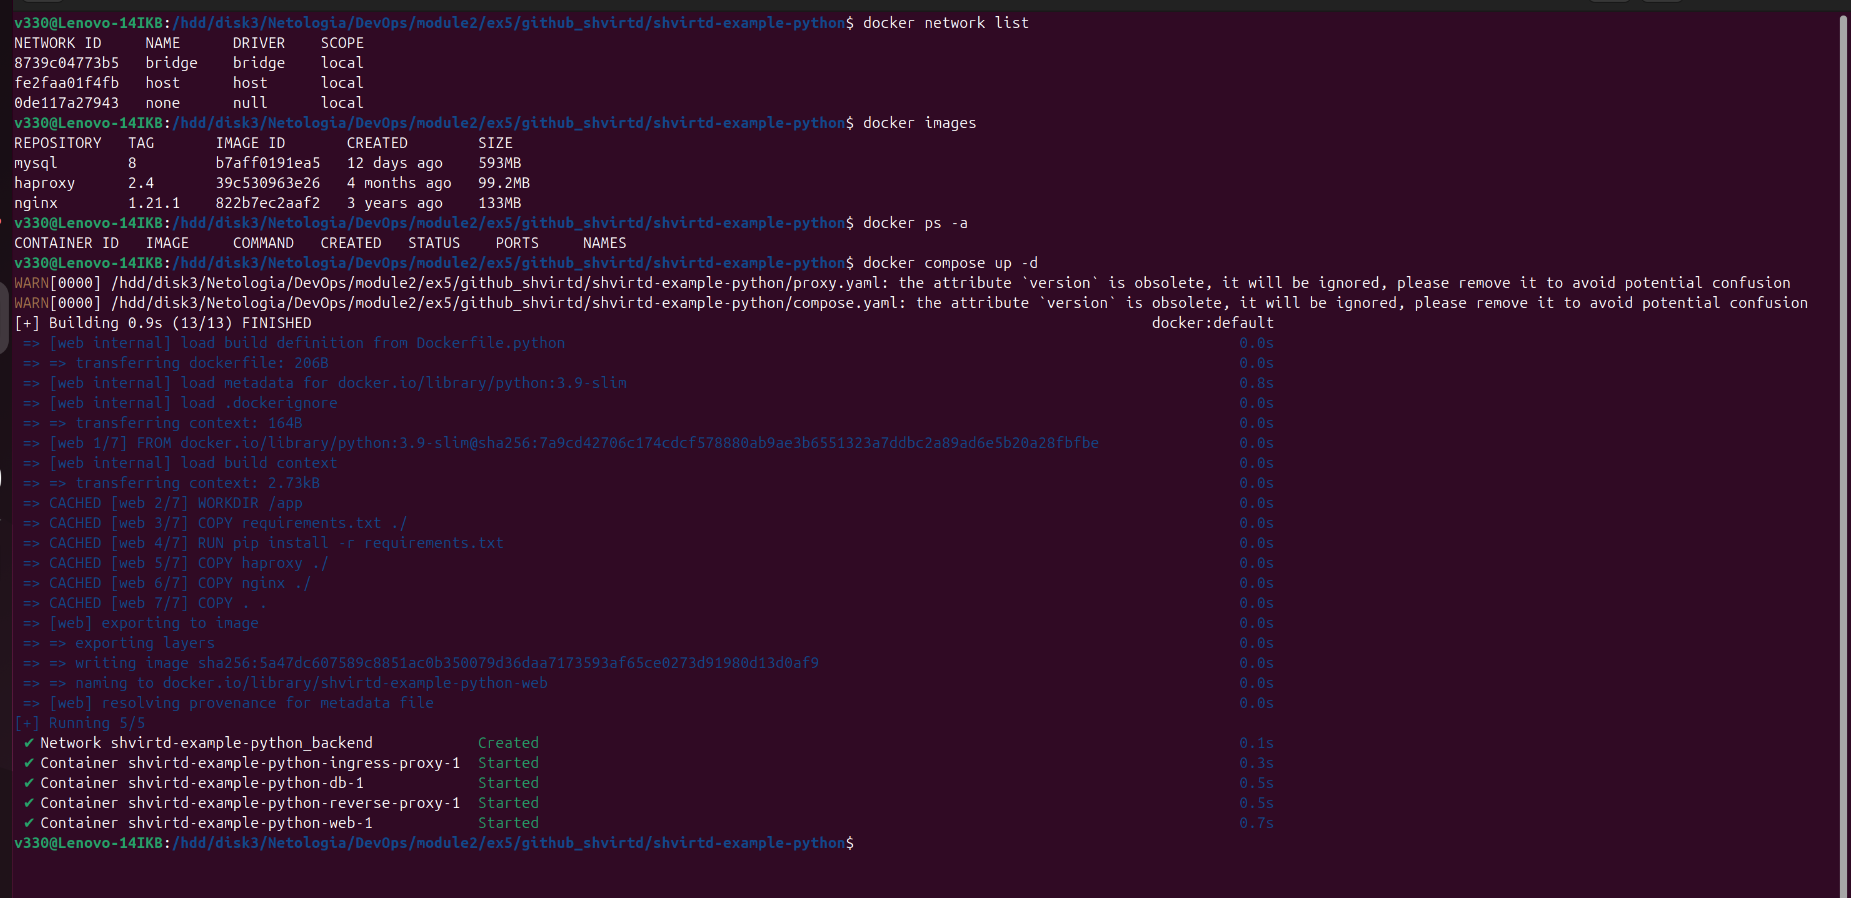 v330@Lenovo-14IKB:/hdd/disk3/Netologia/DevOps/module2/ex5/github_shvirtd/shvirtd-example-python$ docker network list
NETWORK ID     NAME      DRIVER    SCOPE
8739c04773b5   bridge    bridge    local
fe2faa01f4fb   host      host      local
0de117a27943   none      null      local
v330@Lenovo-14IKB:/hdd/disk3/Netologia/DevOps/module2/ex5/github_shvirtd/shvirtd-example-python$ docker images
REPOSITORY   TAG       IMAGE ID       CREATED        SIZE
mysql        8         b7aff0191ea5   12 days ago    593MB
haproxy      2.4       39c530963e26   4 months ago   99.2MB
nginx        1.21.1    822b7ec2aaf2   3 years ago    133MB
v330@Lenovo-14IKB:/hdd/disk3/Netologia/DevOps/module2/ex5/github_shvirtd/shvirtd-example-python$ docker ps -a
CONTAINER ID   IMAGE     COMMAND   CREATED   STATUS    PORTS     NAMES
v330@Lenovo-14IKB:/hdd/disk3/Netologia/DevOps/module2/ex5/github_shvirtd/shvirtd-example-python$ docker compose up -d
WARN[0000] /hdd/disk3/Netologia/DevOps/module2/ex5/github_shvirtd/shvirtd-example-python/proxy.yaml: the attribute `version` is obsolete, it will be ignored, please remove it to avoid potential confusion
WARN[0000] /hdd/disk3/Netologia/DevOps/module2/ex5/github_shvirtd/shvirtd-example-python/compose.yaml: the attribute `version` is obsolete, it will be ignored, please remove it to avoid potential confusion
[+] Building 0.9s (13/13) FINISHED docker:default
=> [web internal] load build definition from Dockerfile.python 0.0s
=> => transferring dockerfile: 206B 0.0s
=> [web internal] load metadata for docker.io/library/python:3.9-slim 0.8s
=> [web internal] load .dockerignore 0.0s
=> => transferring context: 164B 0.0s
=> [web 1/7] FROM docker.io/library/python:3.9-slim@sha256:7a9cd42706c174cdcf578880ab9ae3b6551323a7ddbc2a89ad6e5b20a28fbfbe 0.0s
=> [web internal] load build context 0.0s
=> => transferring context: 2.73kB 0.0s
=> CACHED [web 2/7] WORKDIR /app 0.0s
=> CACHED [web 3/7] COPY requirements.txt ./ 0.0s
=> CACHED [web 4/7] RUN pip install -r requirements.txt 0.0s
=> CACHED [web 5/7] COPY haproxy ./ 0.0s
=> CACHED [web 6/7] COPY nginx ./ 0.0s
=> CACHED [web 7/7] COPY . . 0.0s
=> [web] exporting to image 0.0s
=> => exporting layers 0.0s
=> => writing image sha256:5a47dc607589c8851ac0b350079d36daa7173593af65ce0273d91980d13d0af9 0.0s
=> => naming to docker.io/library/shvirtd-example-python-web 0.0s
=> [web] resolving provenance for metadata file 0.0s
[+] Running 5/5
✔ Network shvirtd-example-python_backend Created 0.1s
✔ Container shvirtd-example-python-ingress-proxy-1 Started 0.3s
✔ Container shvirtd-example-python-db-1 Started 0.5s
✔ Container shvirtd-example-python-reverse-proxy-1 Started 0.5s
✔ Container shvirtd-example-python-web-1 Started 0.7s
v330@Lenovo-14IKB:/hdd/disk3/Netologia/DevOps/module2/ex5/github_shvirtd/shvirtd-example-python$